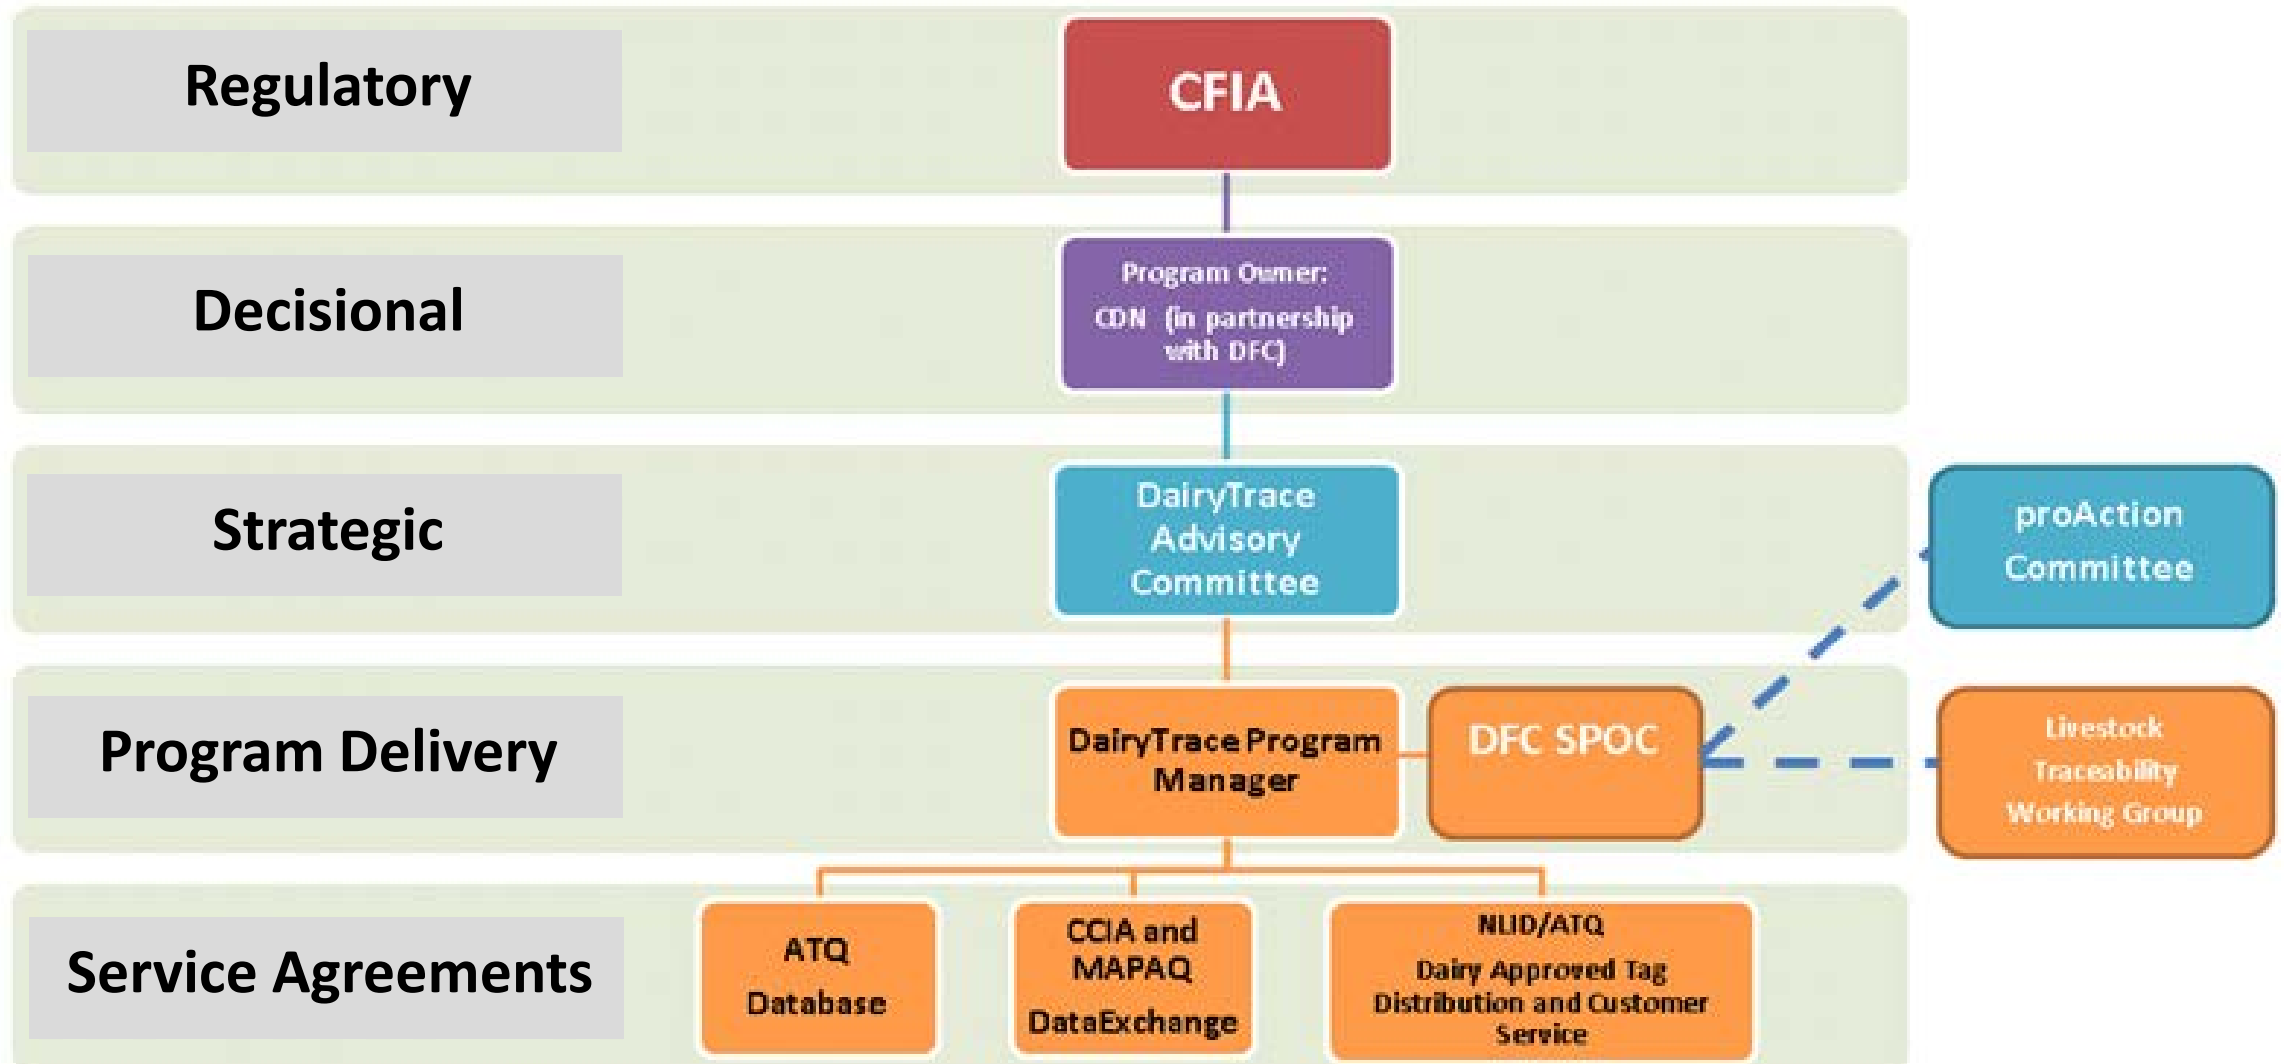 Regulatory
CFIA
Decisional
Program Owner:
CDN (in partnership
with DFC)
Strategic
DairyTrace
Advisory
Committee
proAction
Committee
Program Delivery
DairyTrace Program
Manager
DFC SPOC
Livestock
Traceability
Working Group
Service Agreements
ATQ
Database
CCIA and
MAPAQ
DataExchange
NLID/ATQ
Dairy Approved Tag
Distribution and Customer
Service